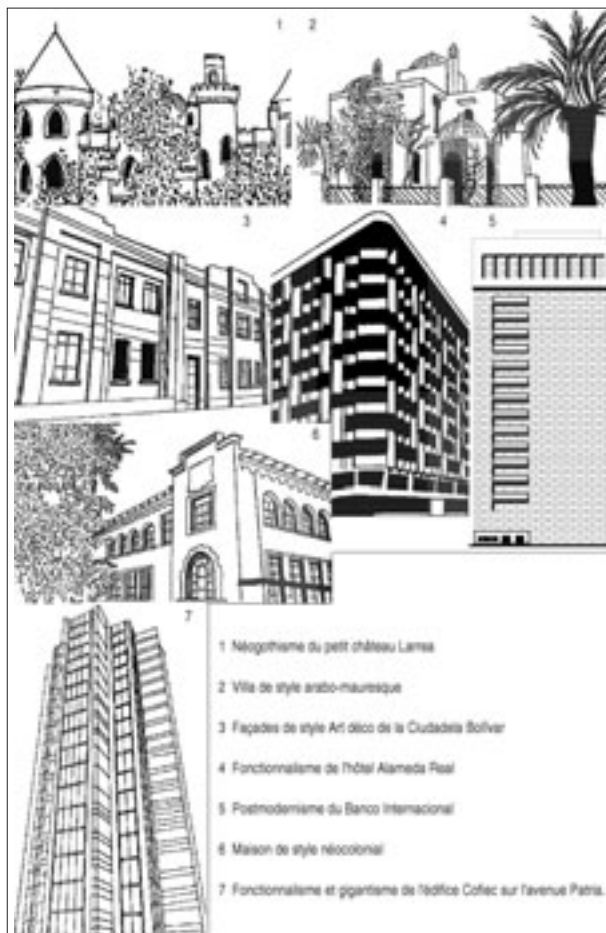 1 2
3 4 5
6
7
1 Néogothisme du petit château Larrea
2 Villa de style arabo-mauresque
3 Façades de style Art déco de la Ciudadela Bolívar
4 Fonctionnalisme de l'hôtel Alameda Real
5 Postmodernisme du Banco Internacional
6 Maison de style néocolonial
7 Fonctionnalisme et gigantisme de l'édifice Cofiec sur l'avenue Patria.